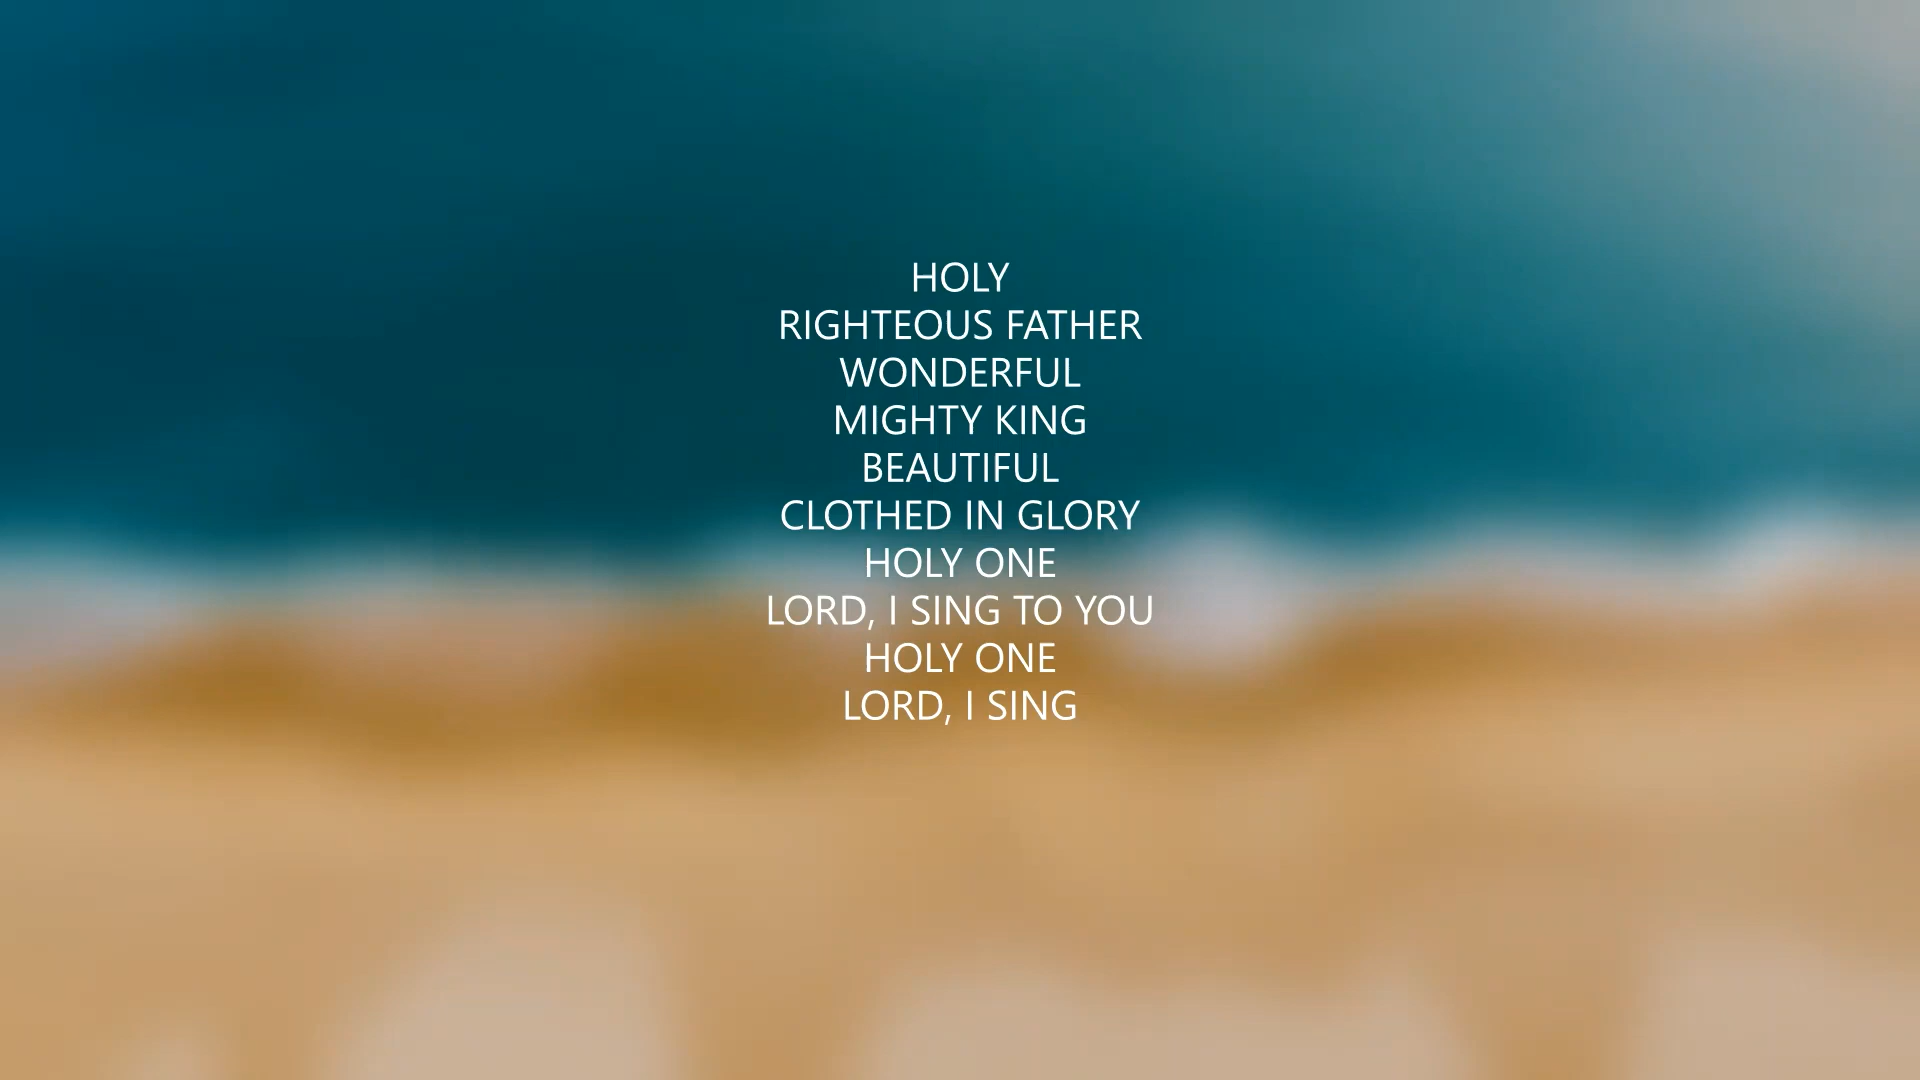 HOLY
RIGHTEOUS FATHER
WONDERFUL
MIGHTY KING
BEAUTIFUL
CLOTHED IN GLORY
HOLY ONE
LORD, I SING TO YOU
HOLY ONE
LORD, I SING